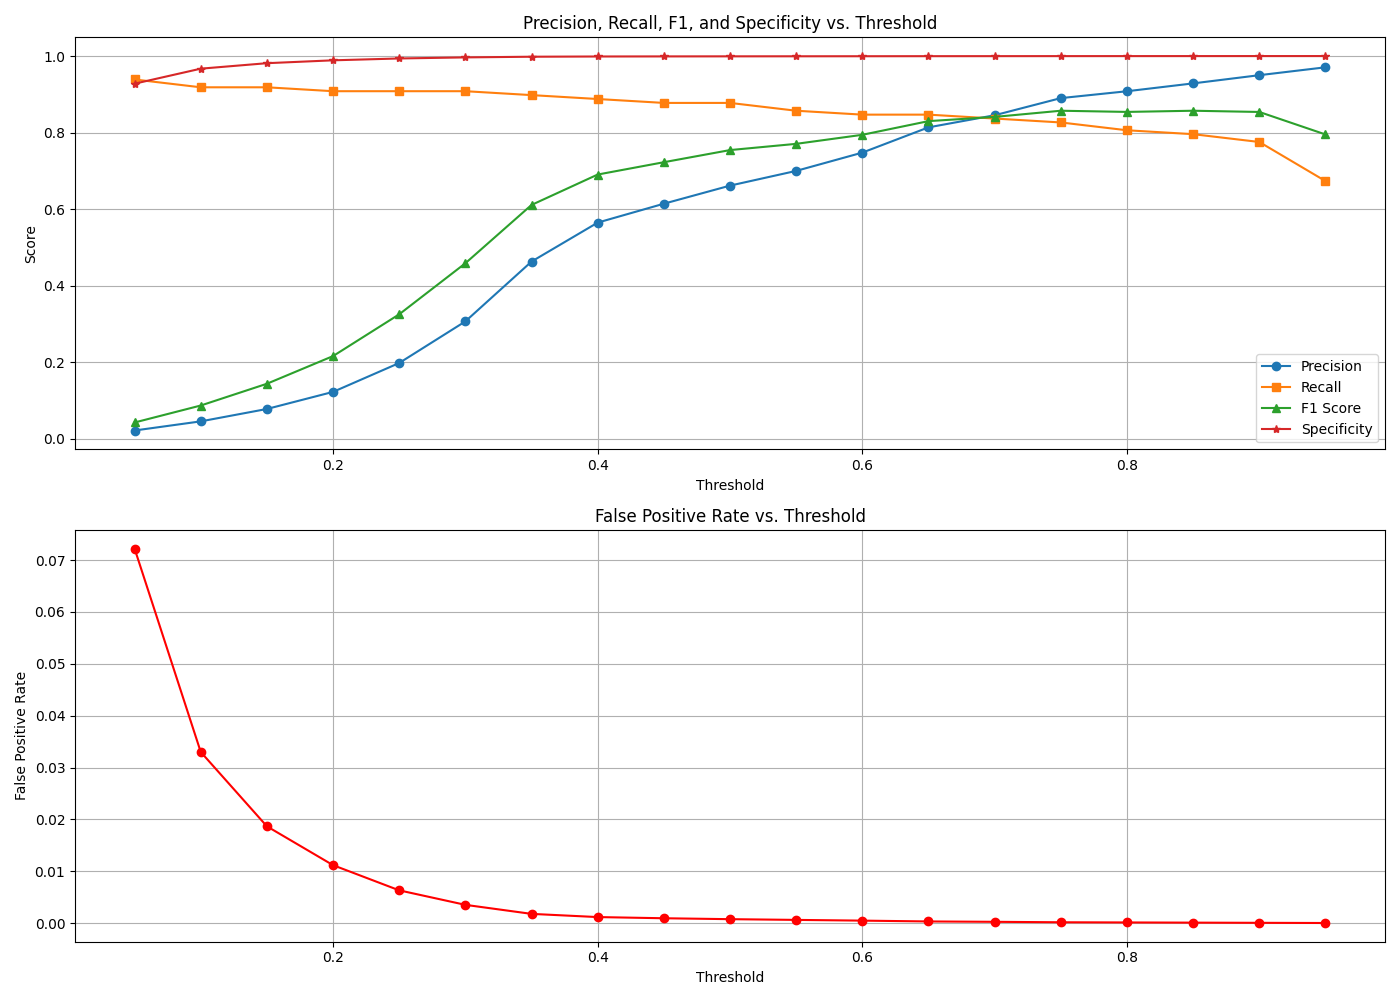 Precision, Recall, F1, and Specificity vs. Threshold
1.0
0.8
0.6
0.4
0.2
0.0
Score
0.2 0.4 0.6 0.8
Threshold
Precision
Recall
F1 Score
Specificity
False Positive Rate vs. Threshold
0.07
0.06
0.05
0.04
0.03
0.02
0.01
0.00
False Positive Rate
0.2 0.4 0.6 0.8
Threshold